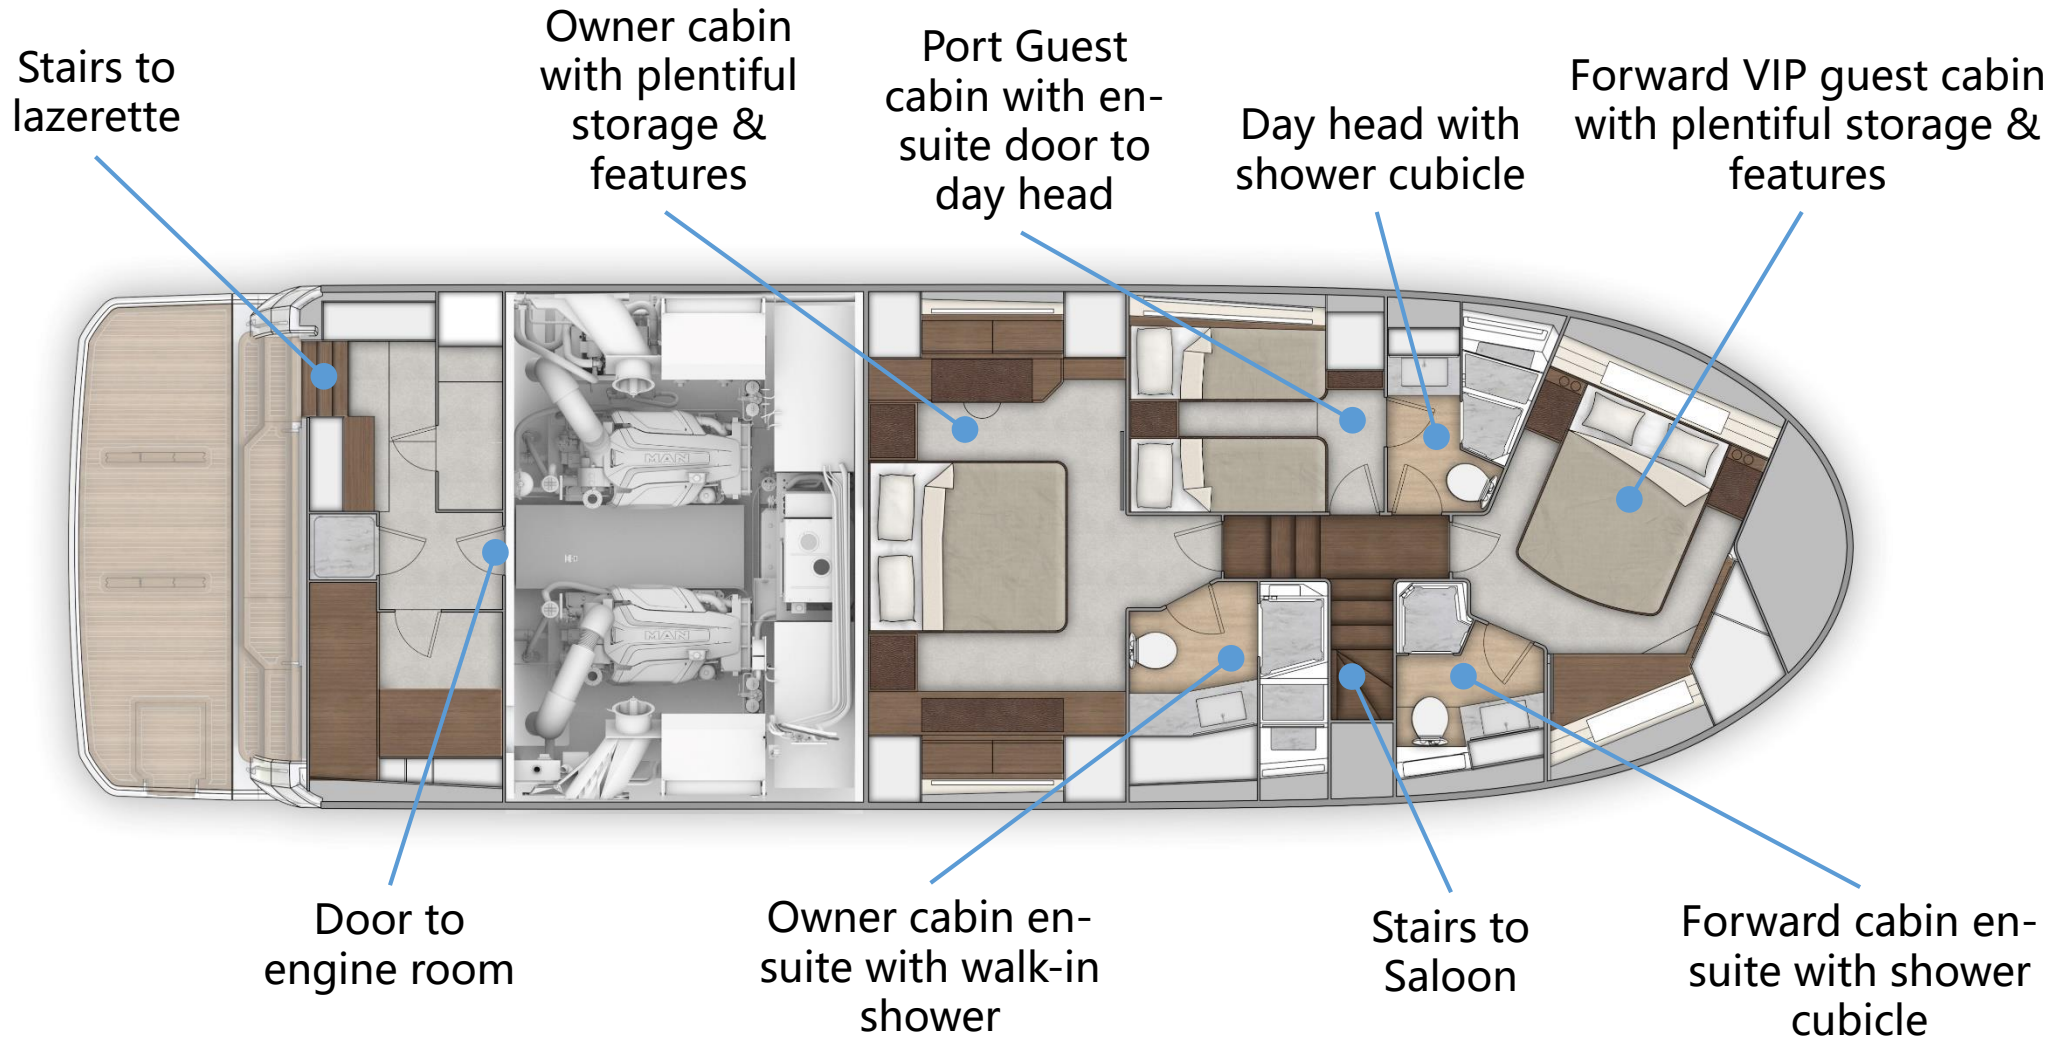 Stairs to
lazerette
Owner cabin
with plentiful
storage &
features
Port Guest
cabin with en-
suite door to
day head
Day head with
shower cubicle
Forward VIP guest cabin
with plentiful storage &
features
MAN
MAN
Door to
engine room
Owner cabin en-
suite with walk-in
shower
Stairs to
Saloon
Forward cabin en-
suite with shower
cubicle